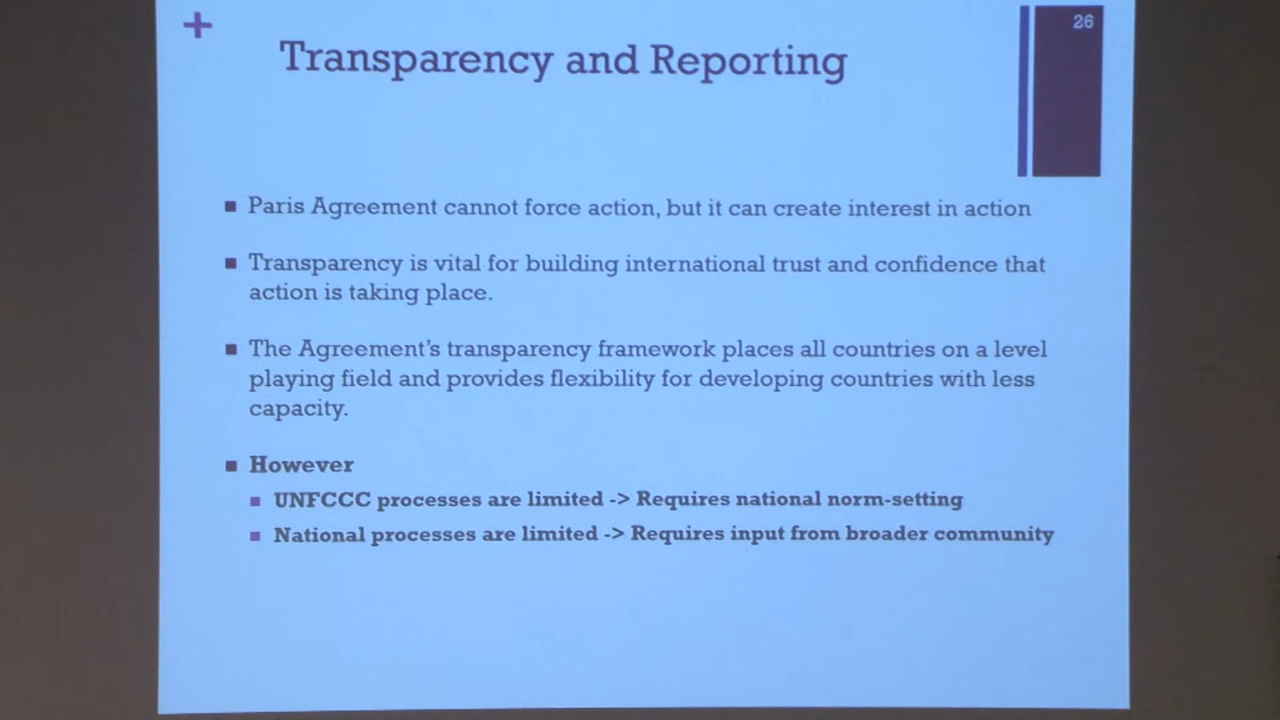 +
26
Transparency and Reporting
■ Paris Agreement cannot force action, but it can create interest in action
■ Transparency is vital for building international trust and confidence that
action is taking place.
■ The Agreement's transparency framework places all countries on a level
playing field and provides flexibility for developing countries with less
capacity.
■ However
■ UNFCCC processes are limited -> Requires national norm-setting
■ National processes are limited -> Requires input from broader community